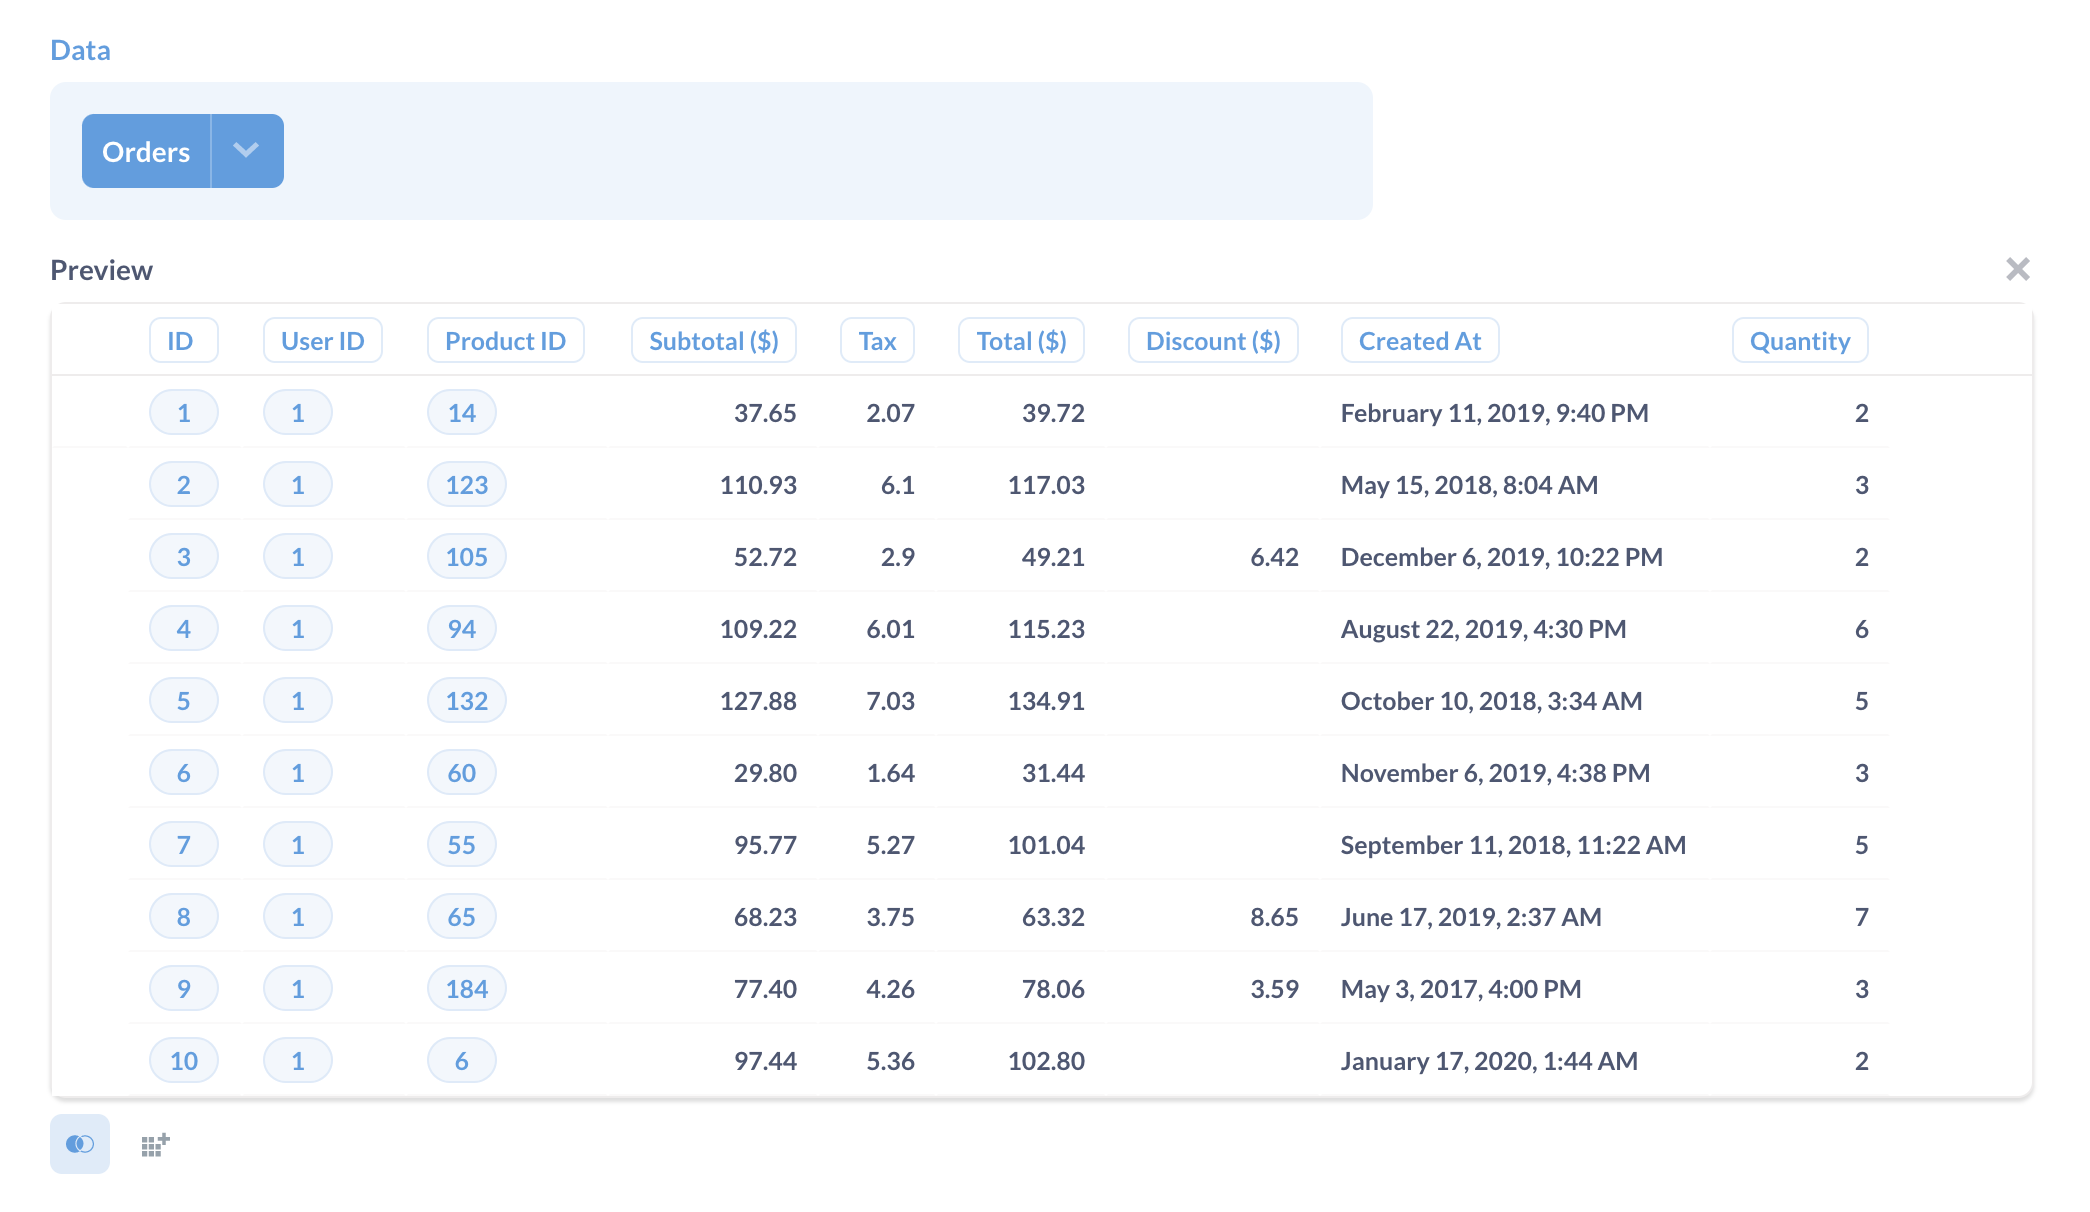 Data
Orders
Preview
ID User ID Product ID Subtotal ($) Tax Total ($) Discount ($) Created At Quantity
1 1 14 37.65 2.07 39.72 February 11, 2019, 9:40 PM 2
2 1 123 110.93 6.1 117.03 May 15, 2018, 8:04 AM 3
3 1 105 52.72 2.9 49.21 6.42 December 6, 2019, 10:22 PM 2
4 1 94 109.22 6.01 115.23 August 22, 2019, 4:30 PM 6
5 1 132 127.88 7.03 134.91 October 10, 2018, 3:34 AM 5
6 1 60 29.80 1.64 31.44 November 6, 2019, 4:38 PM 3
7 1 55 95.77 5.27 101.04 September 11, 2018, 11:22 AM 5
8 1 65 68.23 3.75 63.32 8.65 June 17, 2019, 2:37 AM 7
9 1 184 77.40 4.26 78.06 3.59 May 3, 2017, 4:00 PM 3
10 1 6 97.44 5.36 102.80 January 17, 2020, 1:44 AM 2